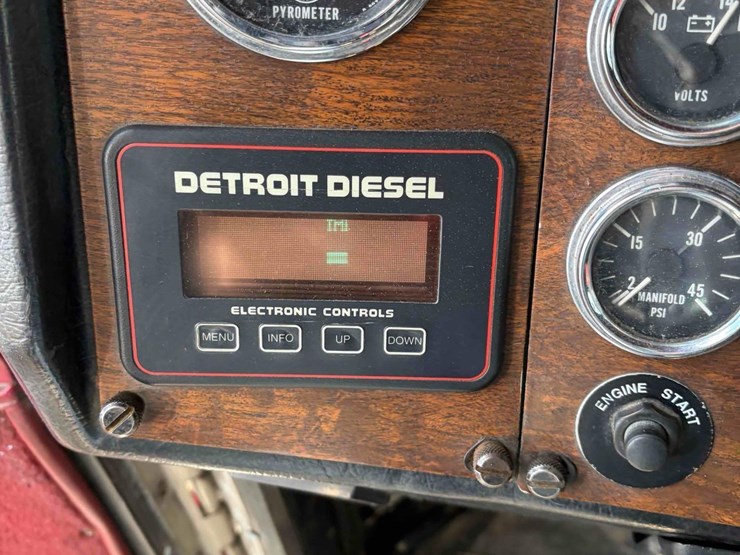 PYROMETER
10 12 14
VOLTS
DETROIT DIESEL
ELECTRONIC CONTROLS
MENU INFO UP DOWN
15 30
2 45
MANIFOLD
PSI
ENGINE START